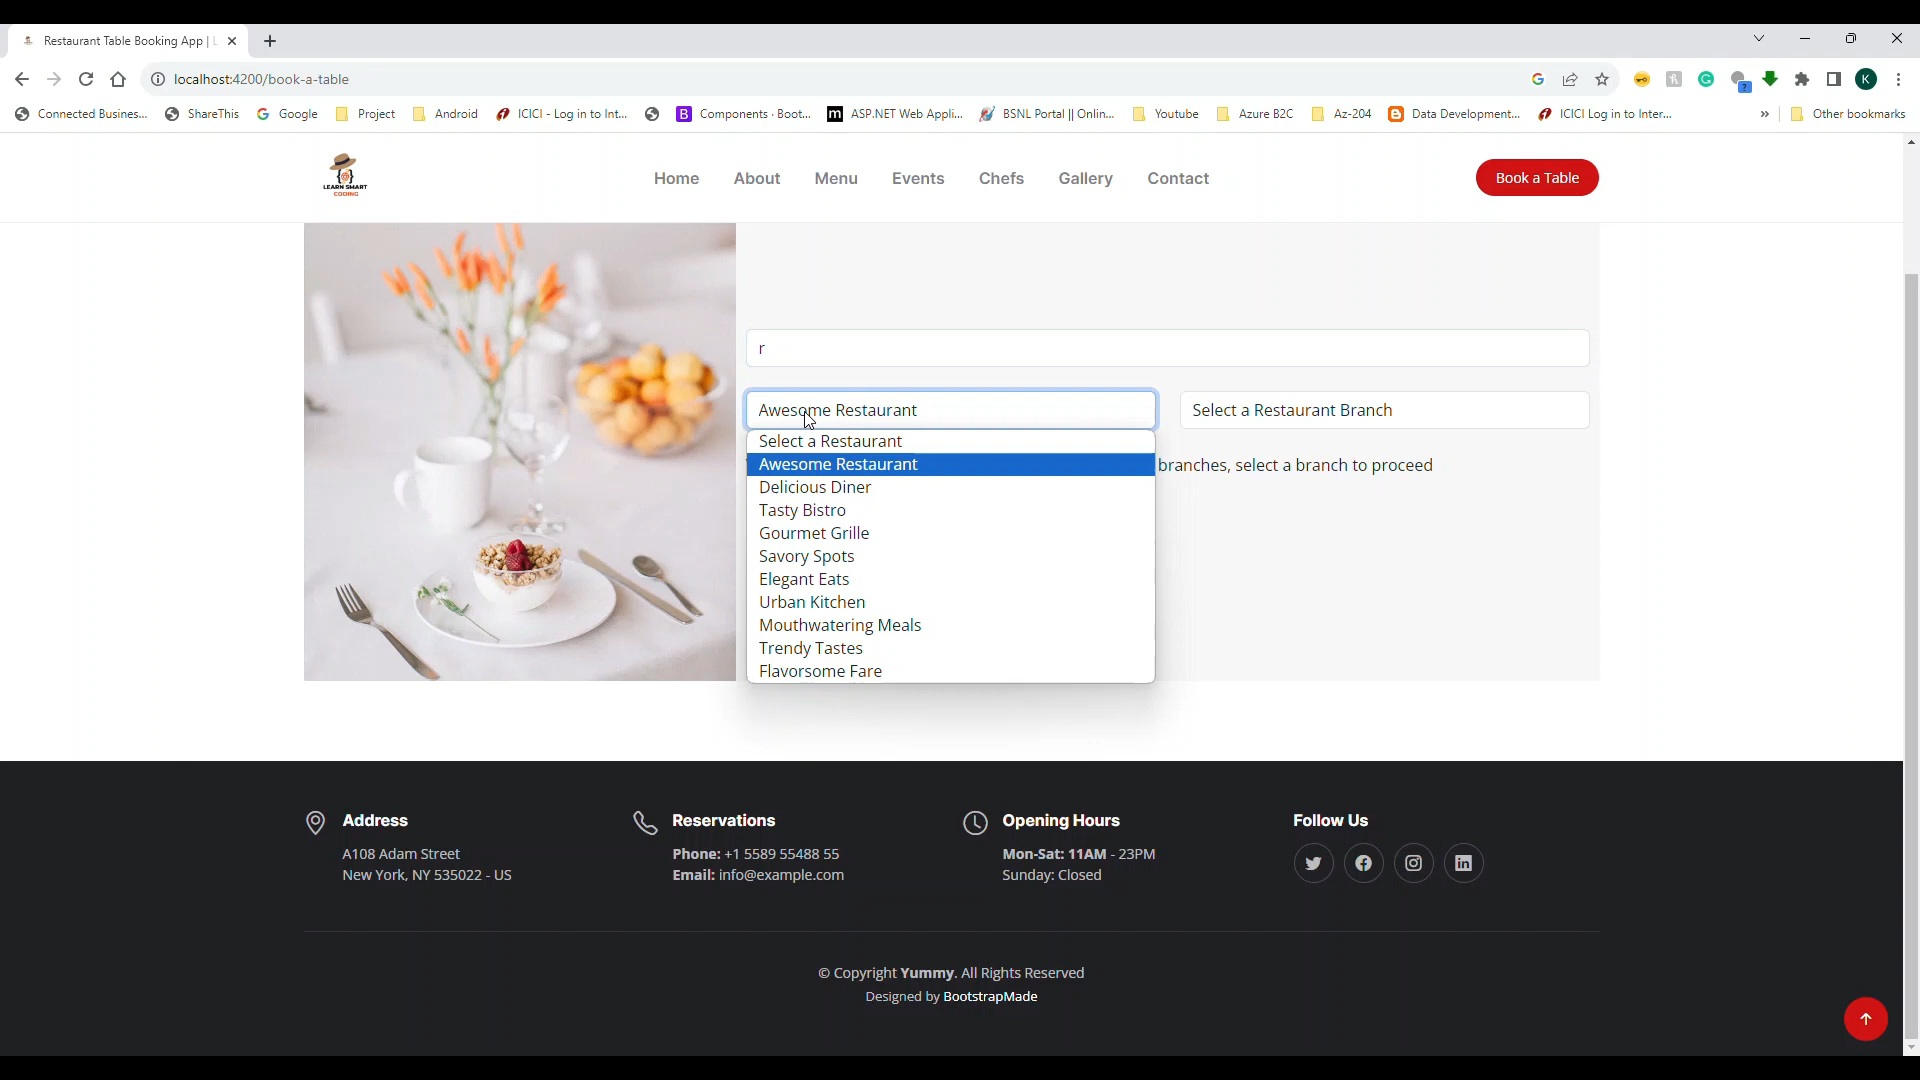 Restaurant Table Booking App | L
localhost:4200/book-a-table
K
Connected Busines...
ShareThis
Google
Project
Android
ICICI - Log in to Int...
Components · Boot...
ASP.NET Web Appli...
BSNL Portal || Onlin...
Youtube
Azure B2C
Az-204
Data Development...
ICICI Log in to Inter...
»
Other bookmarks
LEARN SMART
CODING
Home
About
Menu
Events
Chefs
Gallery
Contact
Book a Table
r
Awesome Restaurant
Select a Restaurant Branch
Select a Restaurant
Awesome Restaurant
branches, select a branch to proceed
Delicious Diner
Tasty Bistro
Gourmet Grille
Savory Spots
Elegant Eats
Urban Kitchen
Mouthwatering Meals
Trendy Tastes
Flavorsome Fare
Address
A108 Adam Street
New York, NY 535022 - US
Reservations
Phone: +1 5589 55488 55
Email: info@example.com
Opening Hours
Mon-Sat: 11AM - 23PM
Sunday: Closed
Follow Us
© Copyright Yummy. All Rights Reserved
Designed by BootstrapMade